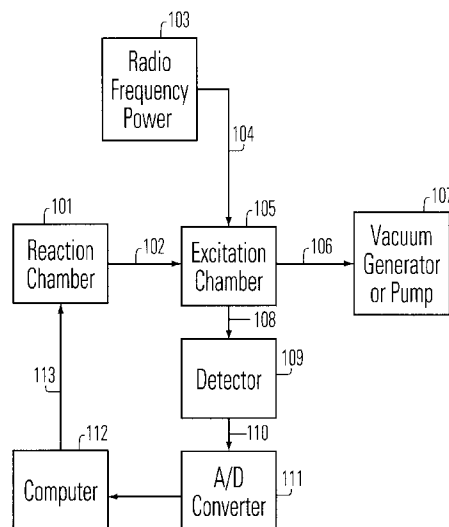 103
Radio
Frequency
Power
104
101
105
107
Reaction
Chamber
102
Excitation
Chamber
106
Vacuum
Generator
or Pump
108
113
Detector
109
110
112
Computer
A/D
Converter
111